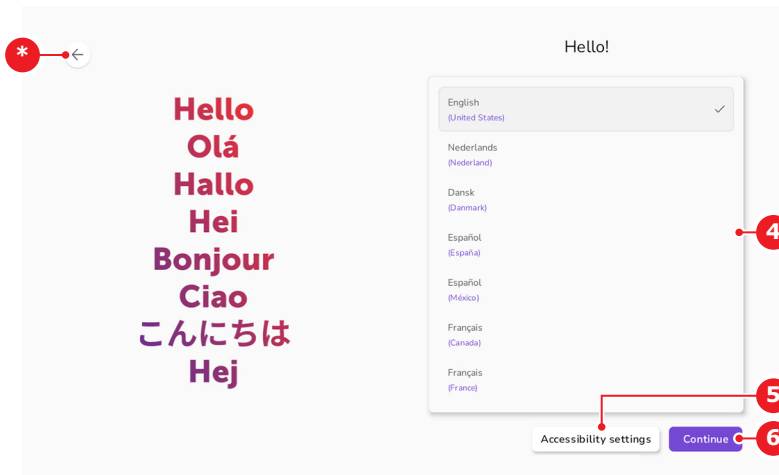 *
Hello
Olá
Hallo
Hei
Bonjour
Ciao
こんにちは
Hej
Hello!
English
(United States)
Nederlands
(Nederland)
Dansk
(Danmark)
Español
(España)
Español
(México)
Français
(Canada)
Français
(France)
4
5
Accessibility settings
Continue
6